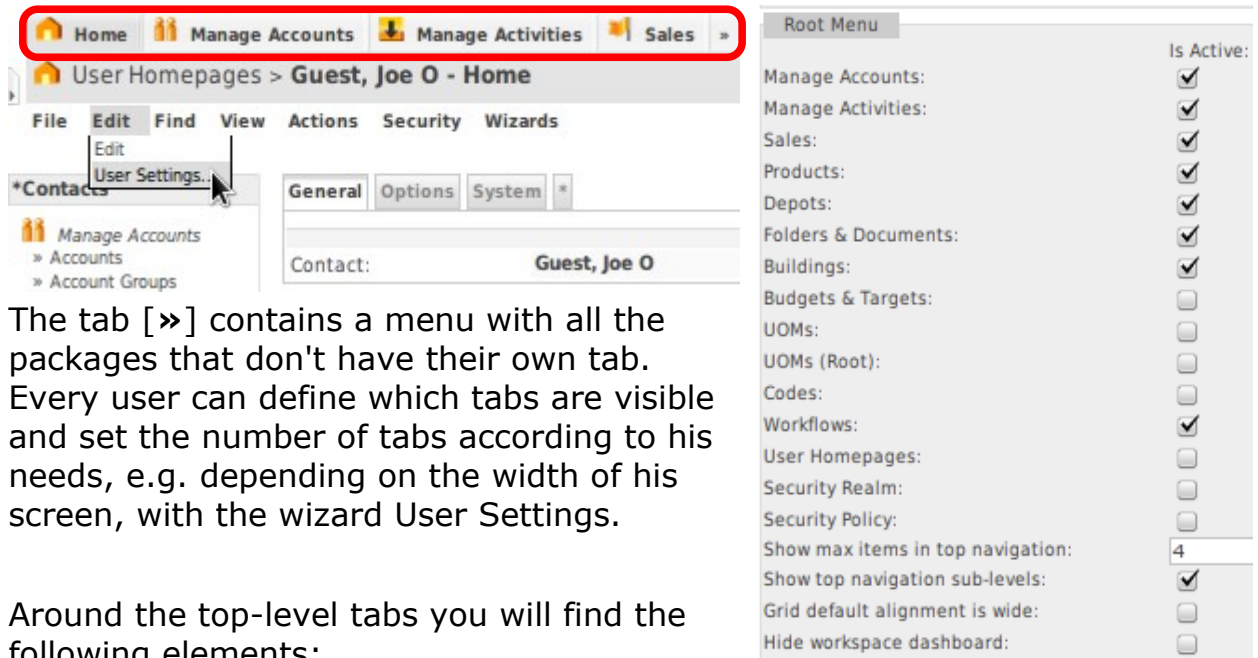 Home Manage Accounts Manage Activities Sales »
User Homepages > Guest, Joe O - Home
File Edit Find View Actions Security Wizards
Edit
User Settings..
*Contacts
General Options System *
Manage Accounts
» Accounts
» Account Groups
Contact: Guest, Joe O
The tab [»] contains a menu with all the
packages that don't have their own tab.
Every user can define which tabs are visible
and set the number of tabs according to his
needs, e.g. depending on the width of his
screen, with the wizard User Settings.
Around the top-level tabs you will find the
following elements:
Root Menu
Is Active:
Manage Accounts:
Manage Activities:
Sales:
Products:
Depots:
Folders & Documents:
Buildings:
Budgets & Targets:
UOMs:
UOMs (Root):
Codes:
Workflows:
User Homepages:
Security Realm:
Security Policy:
Show max items in top navigation: 4
Show top navigation sub-levels:
Grid default alignment is wide:
Hide workspace dashboard: